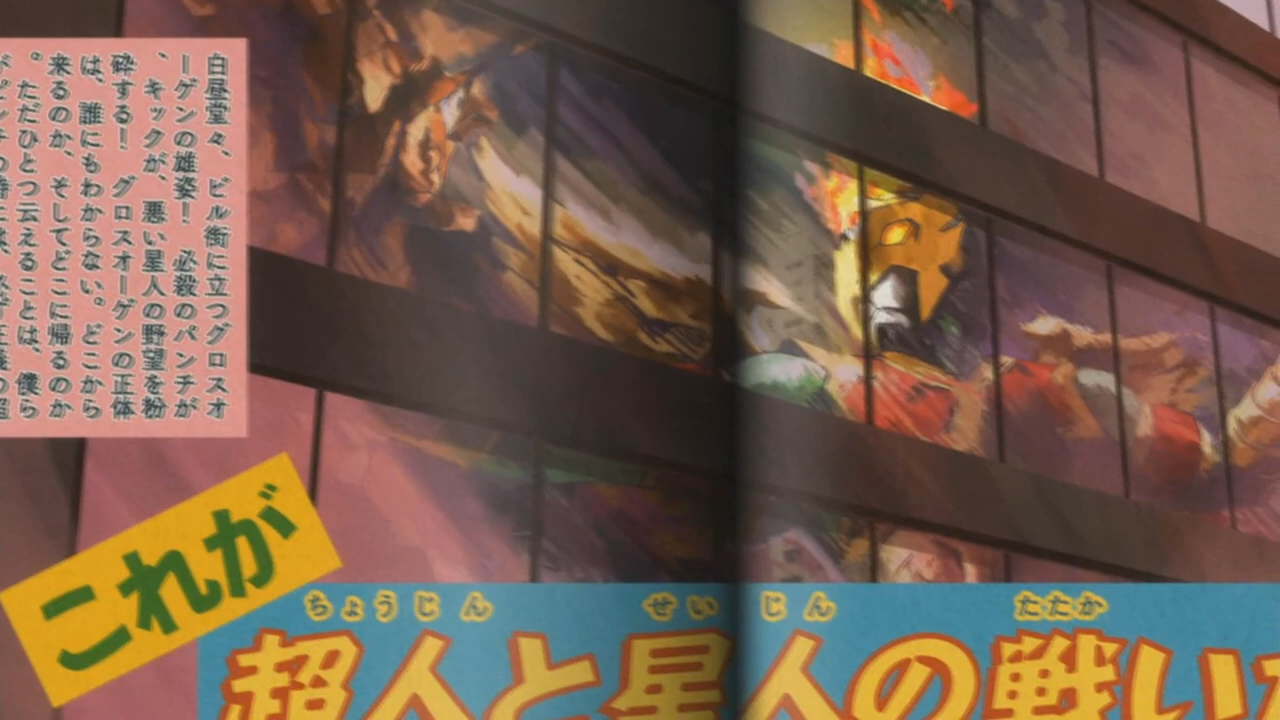 白昼堂々、ビル街に立つグロスオ
ーゲンの雄姿！　必殺のパンチが
、キックが、悪い星人の野望を粉
砕する！　グロスオーゲンの正体
は、誰にもわからない。どこから
来るのか、そしてどこに帰るのか
。ただひとつ云えることは、僕ら
これが
ちょうじん　せいじん　たたか
超人と星人の戦い